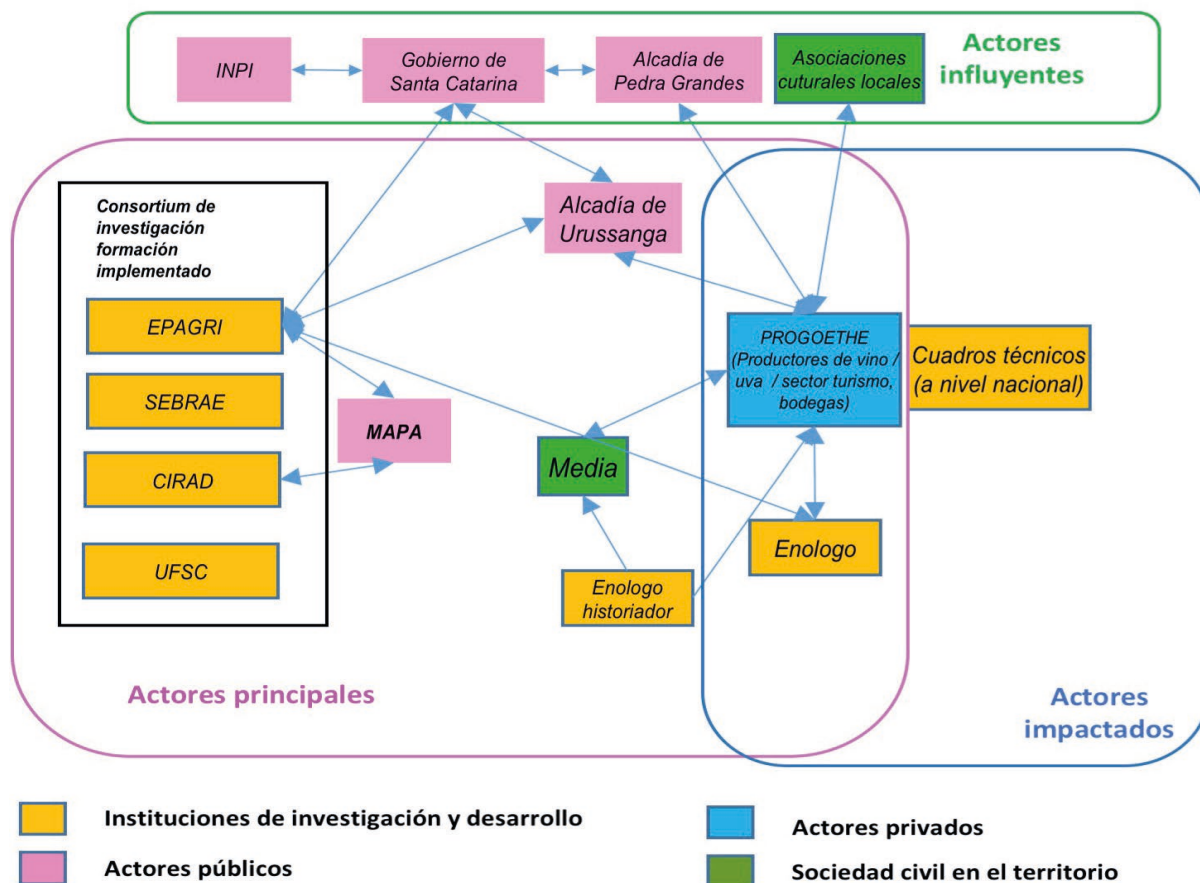 INPI
Gobierno de
Santa Catarina
Alcadía de
Pedra Grandes
Asociaciones
cuturales locales
Actores
influyentes
Consortium de
investigación
formación
implementado
EPAGRI
SEBRAE
CIRAD
UFSC
MAPA
Alcadía de
Urussanga
Media
Enologo
historiador
PROGOETHE
(Productores de vino /
uva / sector turismo,
bodegas)
Cuadros técnicos
(a nivel nacional)
Enologo
Actores principales
Actores
impactados
Instituciones de investigación y desarrollo
Actores públicos
Actores privados
Sociedad civil en el territorio